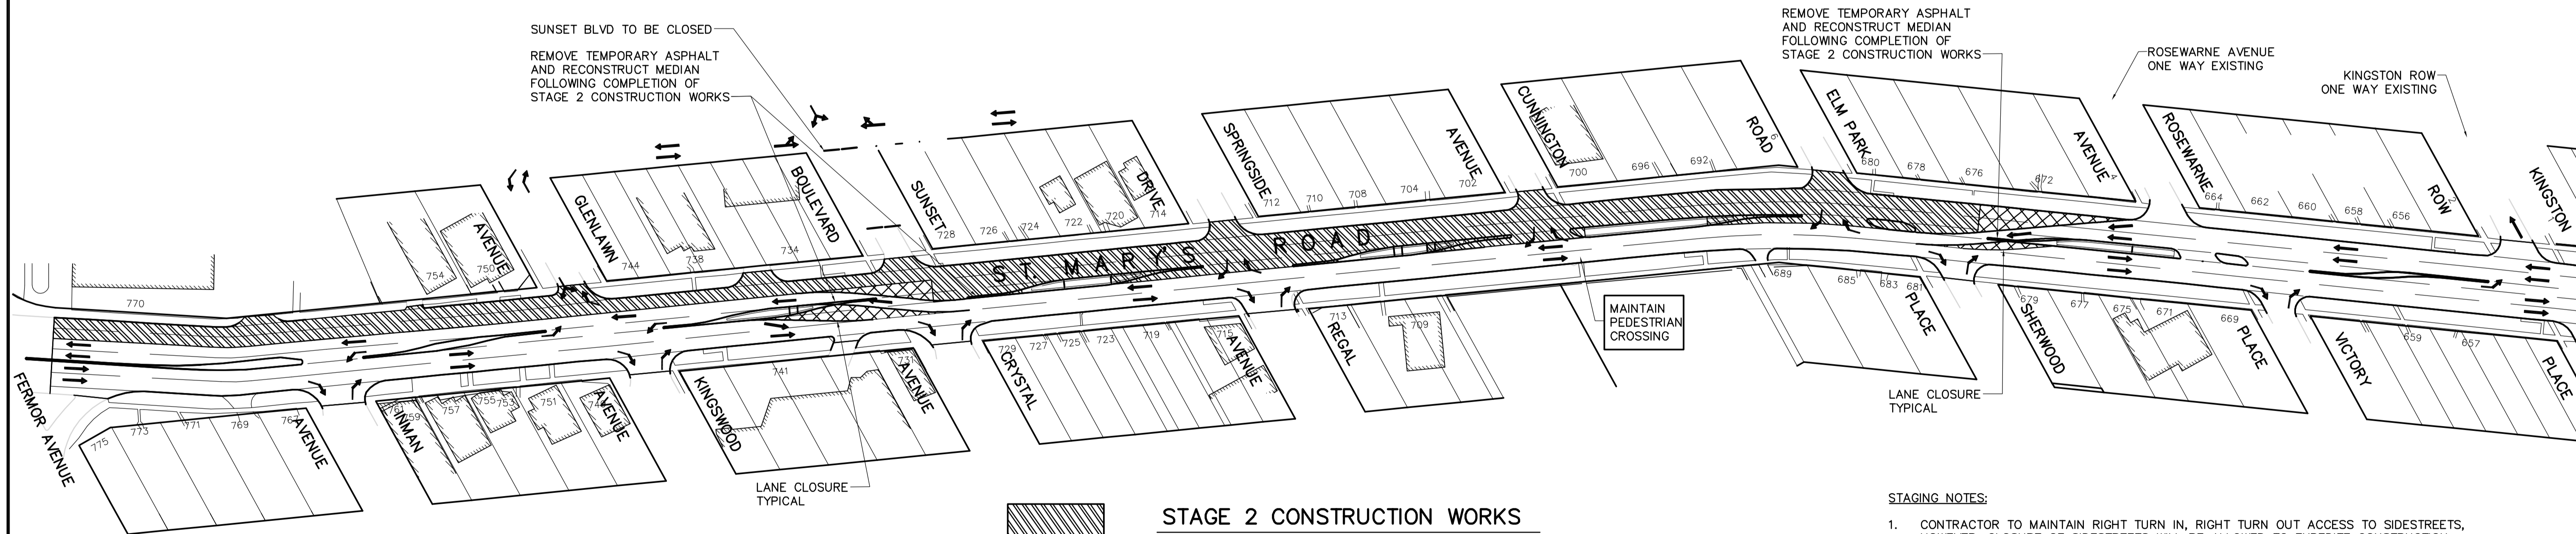 SUNSET BLVD TO BE CLOSED
REMOVE TEMPORARY ASPHALT
AND RECONSTRUCT MEDIAN
FOLLOWING COMPLETION OF
STAGE 2 CONSTRUCTION WORKS
REMOVE TEMPORARY ASPHALT
AND RECONSTRUCT MEDIAN
FOLLOWING COMPLETION OF
STAGE 2 CONSTRUCTION WORKS
ROSEWARNE AVENUE
ONE WAY EXISTING
KINGSTON ROW
ONE WAY EXISTING
770
754
750
AVENUE
GLENLAWN
744
738
734
BOULEVARD
SUNSET
728
726
724
722
720
714
DRIVE
SPRINGSIDE
712
710
708
704
702
AVENUE
CUNNINGTON
700
696
692
ROAD
6
ELM PARK
680
678
676
672
4
AVENUE
ROSEWARNE
664
662
660
658
656
2
ROW
KINGSTON
ST. MARY'S ROAD
FERMOR AVENUE
775
773
771
769
767
AVENUE
INMAN
761
759
757
755
753
751
AVENUE
KINGSWOOD
741
731
AVENUE
CRYSTAL
729
727
725
723
719
715
AVENUE
REGAL
713
709
MAINTAIN
PEDESTRIAN
CROSSING
689
685
683
681
PLACE
SHERWOOD
679
677
675
671
669
PLACE
VICTORY
659
657
PLACE
LANE CLOSURE
TYPICAL
LANE CLOSURE
TYPICAL
STAGE 2 CONSTRUCTION WORKS
STAGING NOTES:
1. CONTRACTOR TO MAINTAIN RIGHT TURN IN, RIGHT TURN OUT ACCESS TO SIDESTREETS,